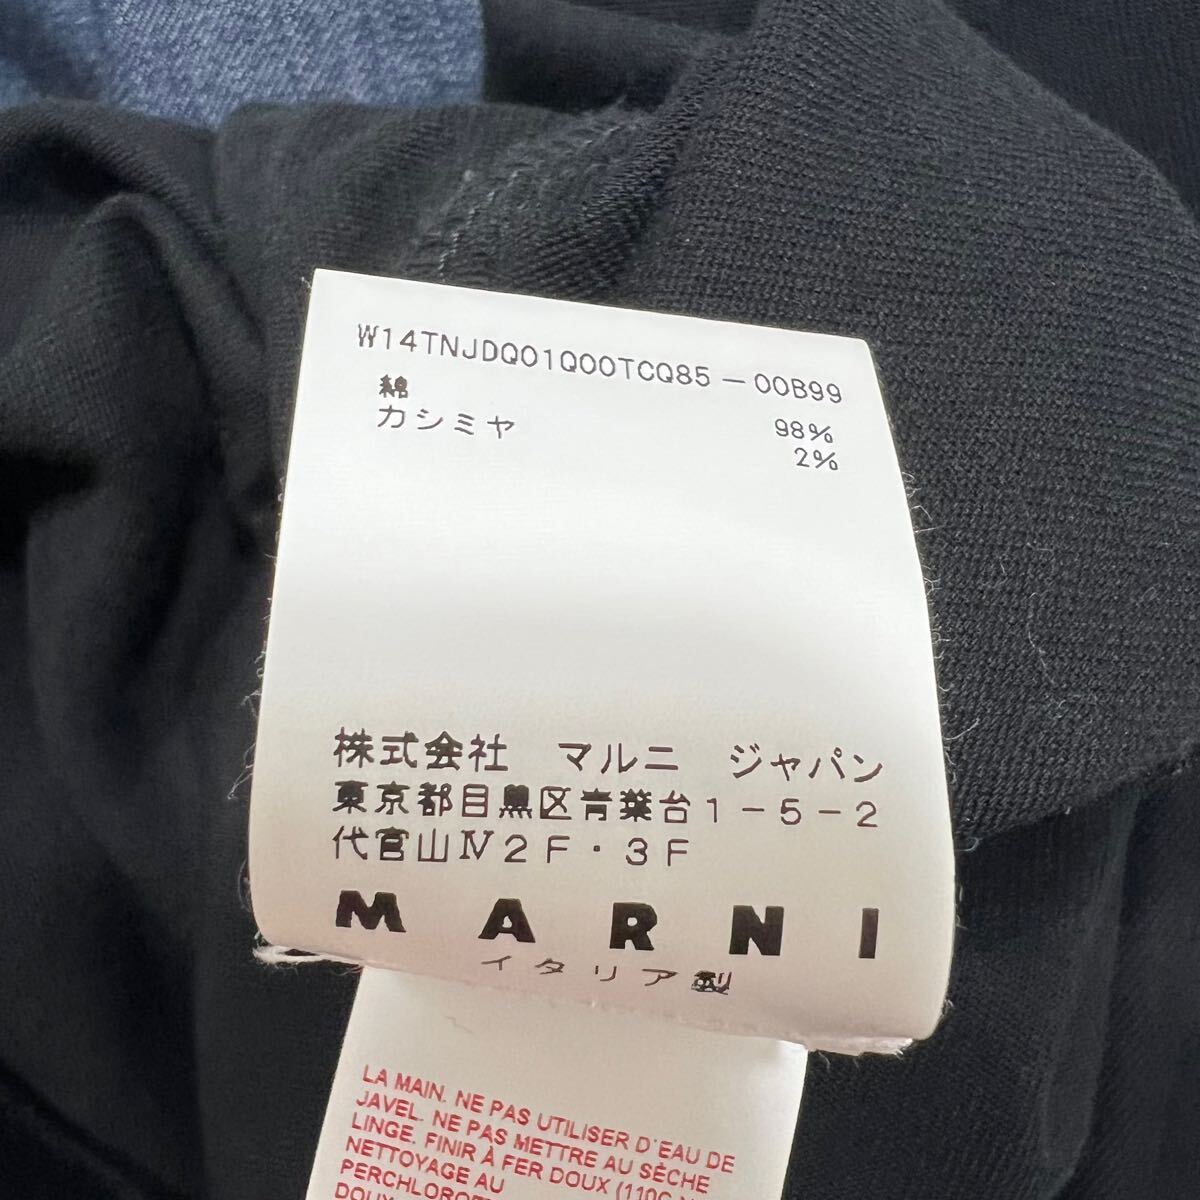 W14TNJDQ01Q00TCQ85-00B99
綿 98%
カシミヤ 2%
株式会社 マルニ ジャパン
東京都目黒区青葉台1-5-2
代官山Ⅳ2F・3F
MARNI
イタリア製
LA MAIN. NE PAS UTILISER D'EAU DE
JAVEL. NE PAS METTRE AU SÈCHE
LINGE. FINIR À FER DOUX (110C
NETTOYAGE AU